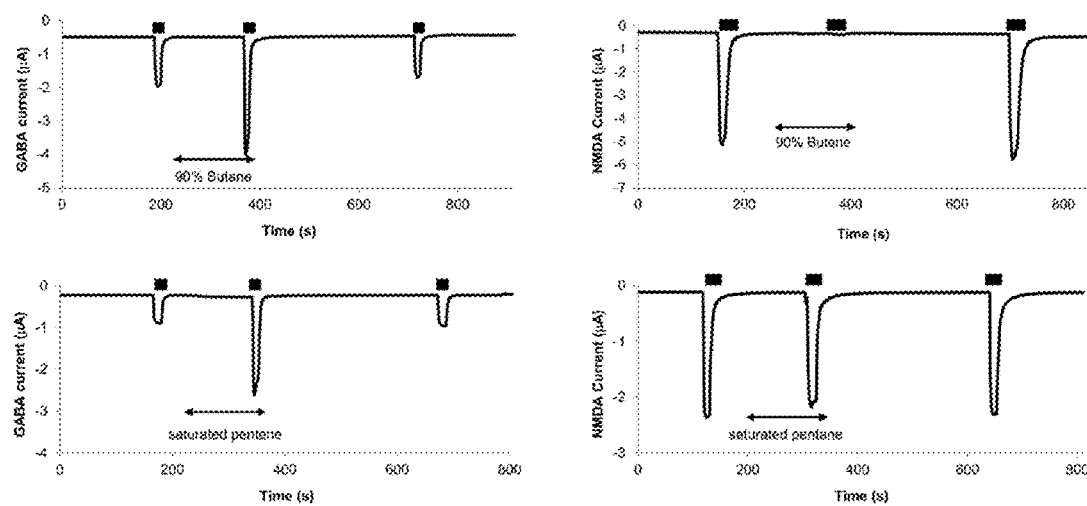 0
-1
-2
-3
-4
-5
GABA current (μA)
90% Butane
0 200 400 600 800
Time (s)
0
-1
-2
-3
-4
-5
-6
-7
NMDA Current (μA)
90% Butane
0 200 400 600 800
Time (s)
0
-1
-2
-3
-4
GABA current (μA)
saturated pentane
0 200 400 600 800
Time (s)
0
-1
-2
-3
NMDA Current (μA)
saturated pentane
0 200 400 600 800
Time (s)